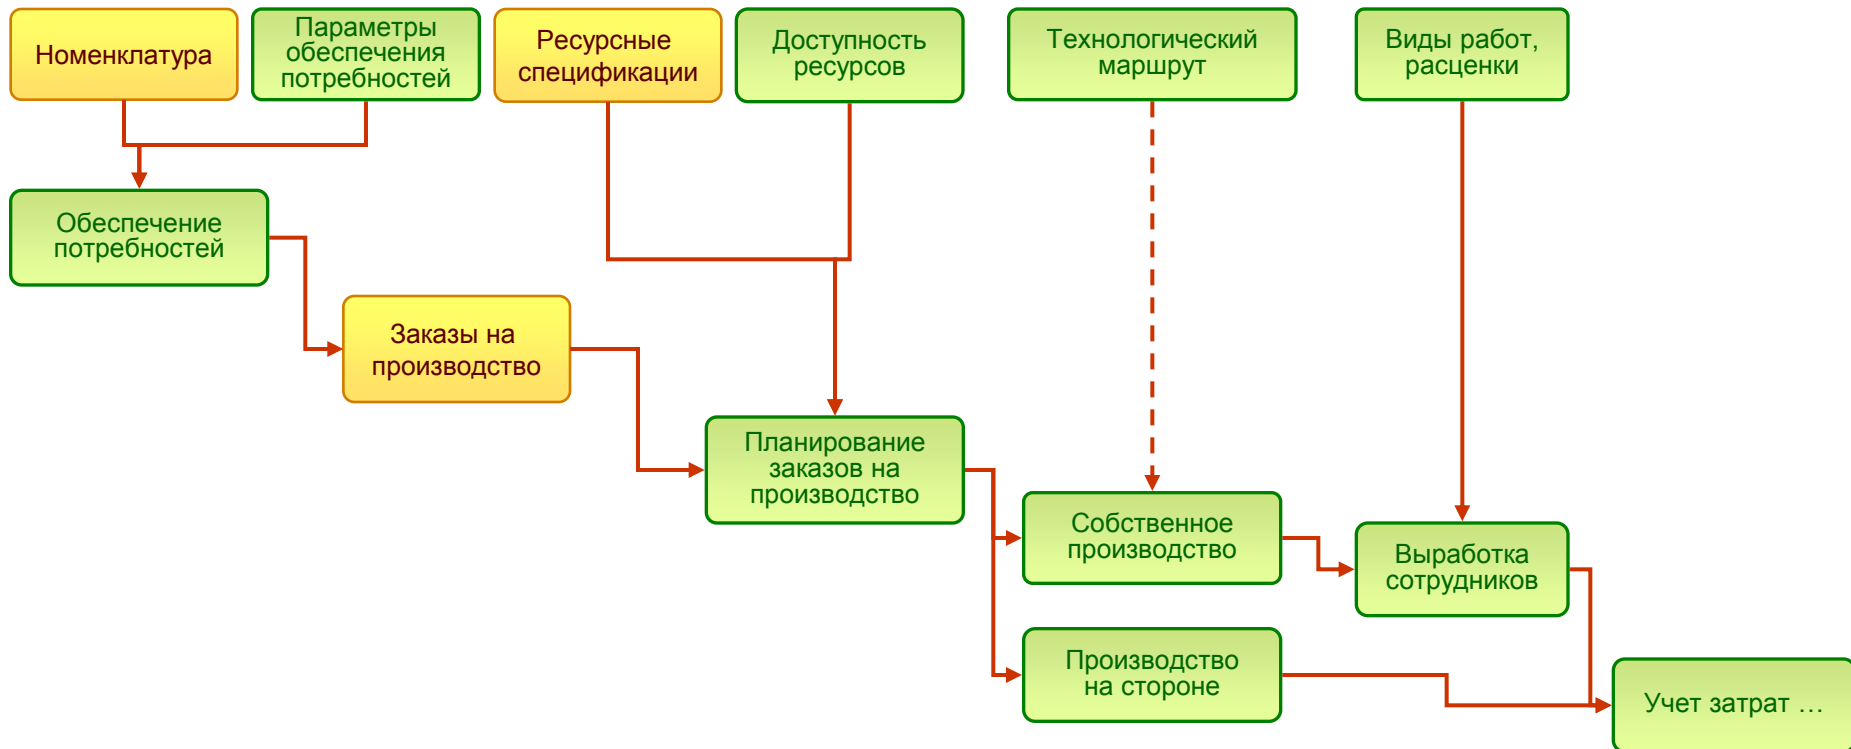 Номенклатура
Параметры
обеспечения
потребностей
Ресурсные
спецификации
Доступность
ресурсов
Технологический
маршрут
Виды работ,
расценки
Обеспечение
потребностей
Заказы на
производство
Планирование
заказов на
производство
Собственное
производство
Выработка
сотрудников
Производство
на стороне
Учет затрат …